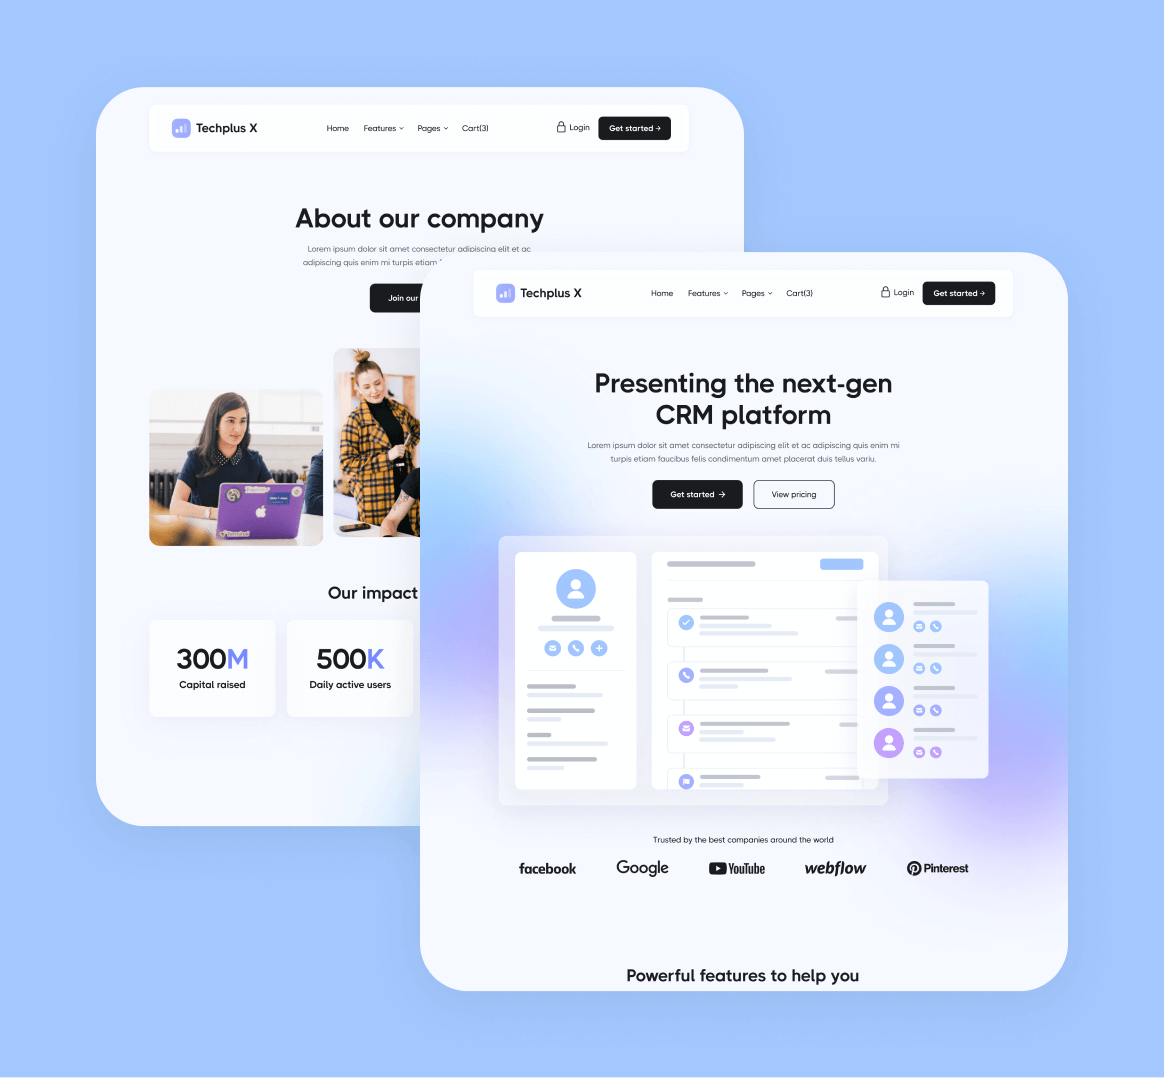 Techplus X
Home
Features
Pages
Cart(3)
Login
Get started →
About our company
Lorem ipsum dolor sit amet consectetur adipiscing elit et ac
adipiscing quis enim mi turpis etiam
Join our
Our impact
300M
Capital raised
500K
Daily active users
Techplus X
Home
Features
Pages
Cart(3)
Login
Get started →
Presenting the next-gen
CRM platform
Lorem ipsum dolor sit amet consectetur adipiscing elit et ac adipiscing quis enim mi
turpis etiam faucibus felis condimentum amet placerat duis tellus variu.
Get started →
View pricing
Trusted by the best companies around the world
facebook
Google
YouTube
webflow
Pinterest
Powerful features to help you